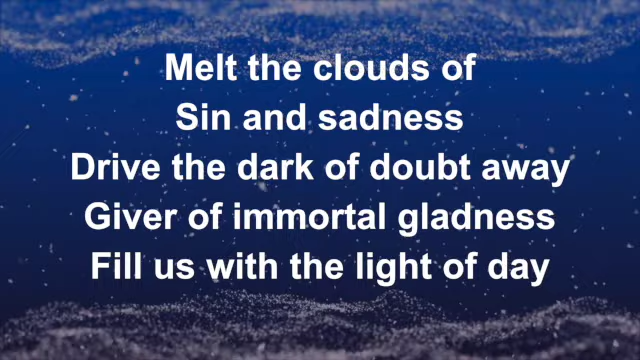 Melt the clouds of
Sin and sadness
Drive the dark of doubt away
Giver of immortal gladness
Fill us with the light of day